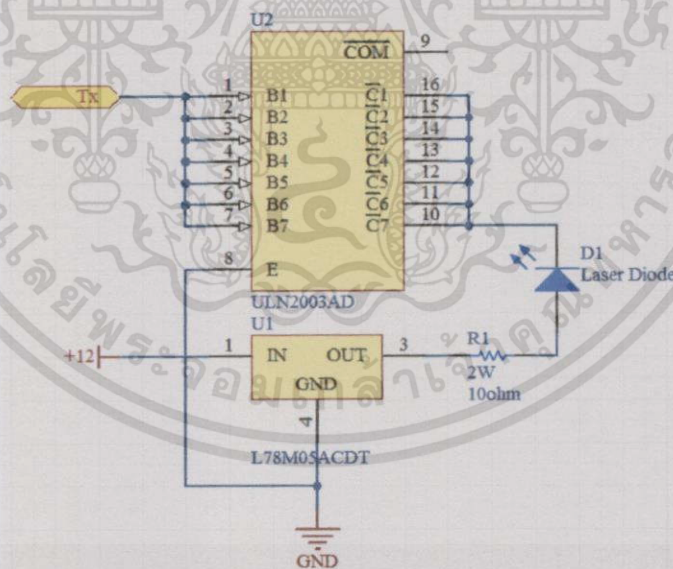 U2
COM 9
Tx
1 B1 C1 16
2 B2 C2 15
3 B3 C3 14
4 B4 C4 13
5 B5 C5 12
6 B6 C6 11
7 B7 C7 10
8 E
D1
Laser Diode
ULN2003AD
U1
+12
1 IN OUT 3
GND
4
R1
2W
10ohm
L78M05ACDT
GND